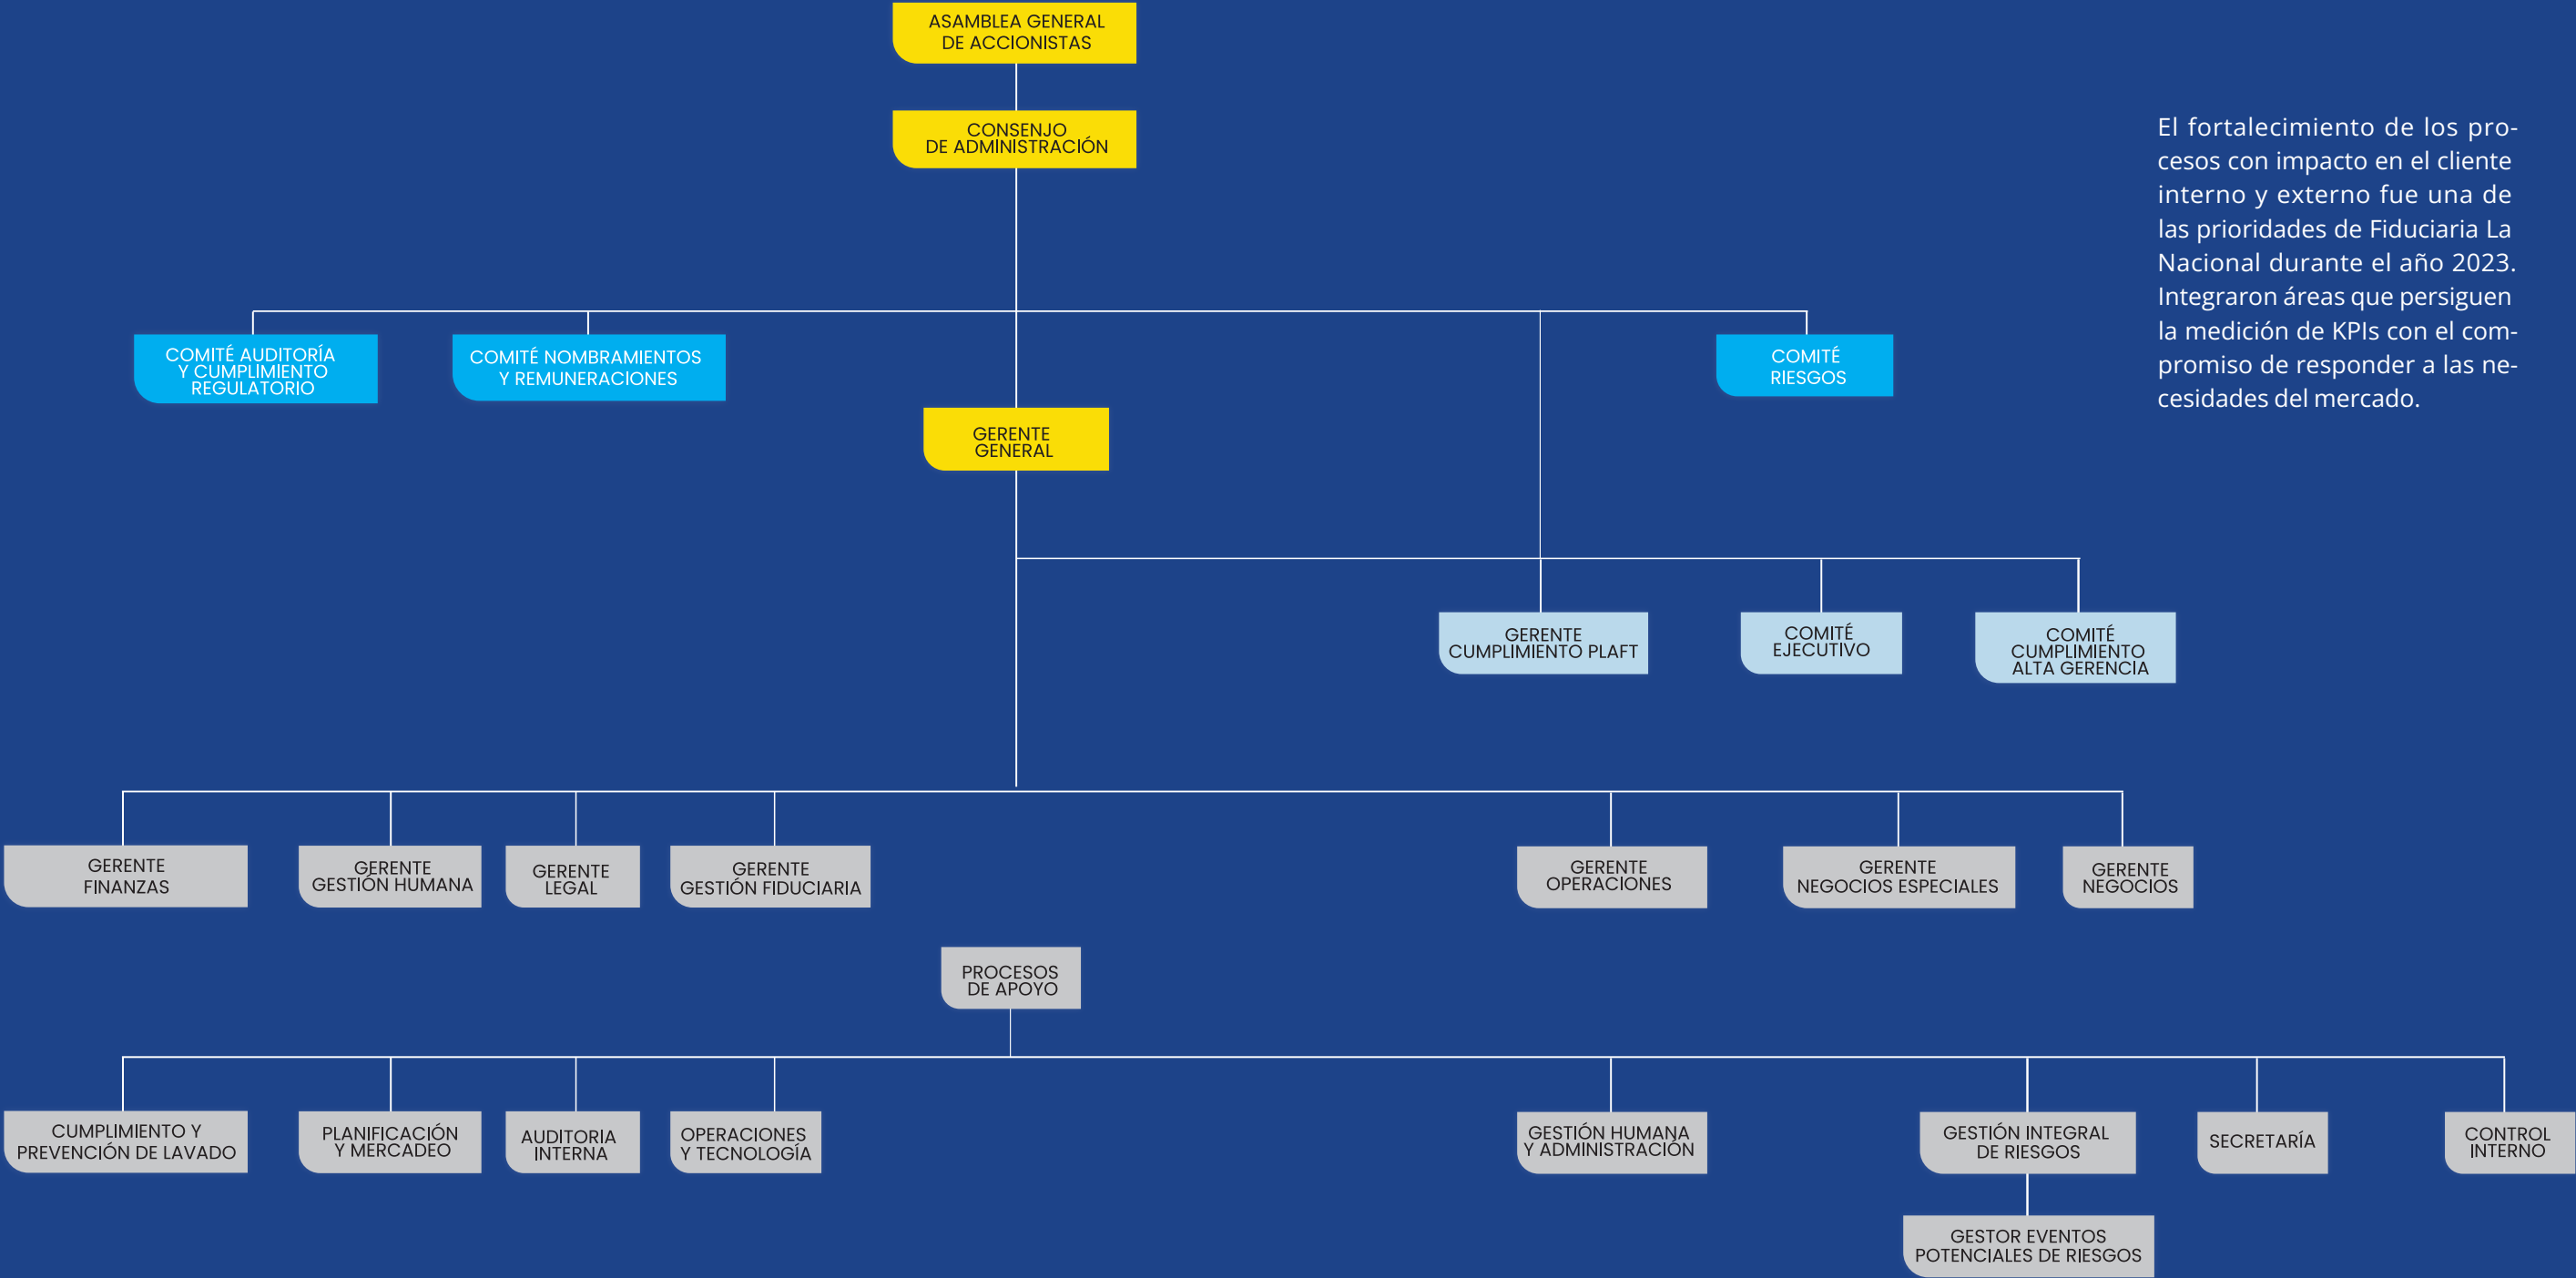 ASAMBLEA GENERAL
DE ACCIONISTAS
CONSENJO
DE ADMINISTRACIÓN
El fortalecimiento de los pro-
cesos con impacto en el cliente
interno y externo fue una de
las prioridades de Fiduciaria La
Nacional durante el año 2023.
Integraron áreas que persiguen
la medición de KPIs con el com-
promiso de responder a las ne-
cesidades del mercado.
COMITÉ AUDITORÍA
Y CUMPLIMIENTO
REGULATORIO
COMITÉ NOMBRAMIENTOS
Y REMUNERACIONES
COMITÉ
RIESGOS
GERENTE
GENERAL
GERENTE
CUMPLIMIENTO PLAFT
COMITÉ
EJECUTIVO
COMITÉ
CUMPLIMIENTO
ALTA GERENCIA
GERENTE
FINANZAS
GERENTE
GESTIÓN HUMANA
GERENTE
LEGAL
GERENTE
GESTIÓN FIDUCIARIA
GERENTE
OPERACIONES
GERENTE
NEGOCIOS ESPECIALES
GERENTE
NEGOCIOS
PROCESOS
DE APOYO
CUMPLIMIENTO Y
PREVENCIÓN DE LAVADO
PLANIFICACIÓN
Y MERCADEO
AUDITORIA
INTERNA
OPERACIONES
Y TECNOLOGÍA
GESTIÓN HUMANA
Y ADMINISTRACIÓN
GESTIÓN INTEGRAL
DE RIESGOS
SECRETARÍA
CONTROL
INTERNO
GESTOR EVENTOS
POTENCIALES DE RIESGOS